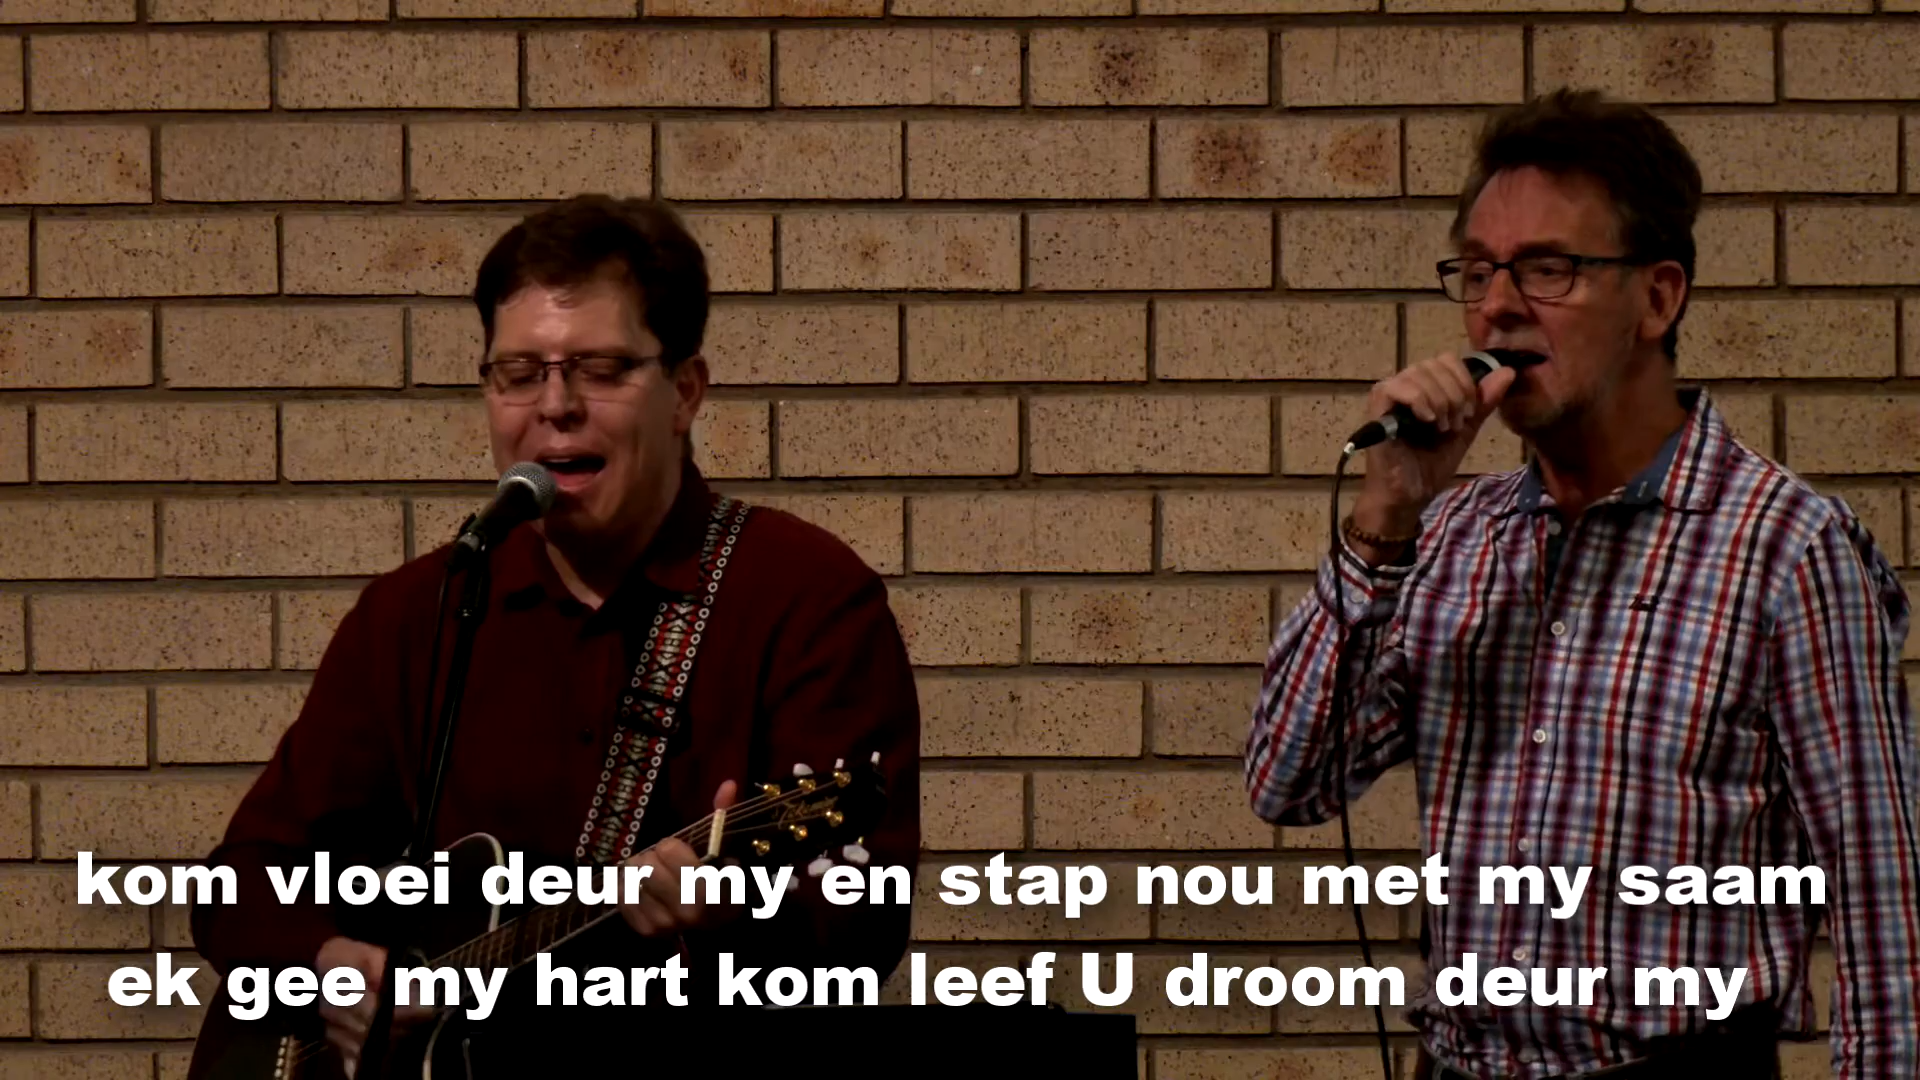 kom vloei deur my en stap nou met my saam
ek gee my hart kom leef U droom deur my